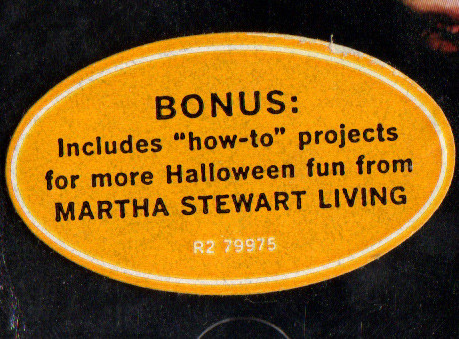 BONUS:
Includes "how-to" projects
for more Halloween fun from
MARTHA STEWART LIVING
R2 79975